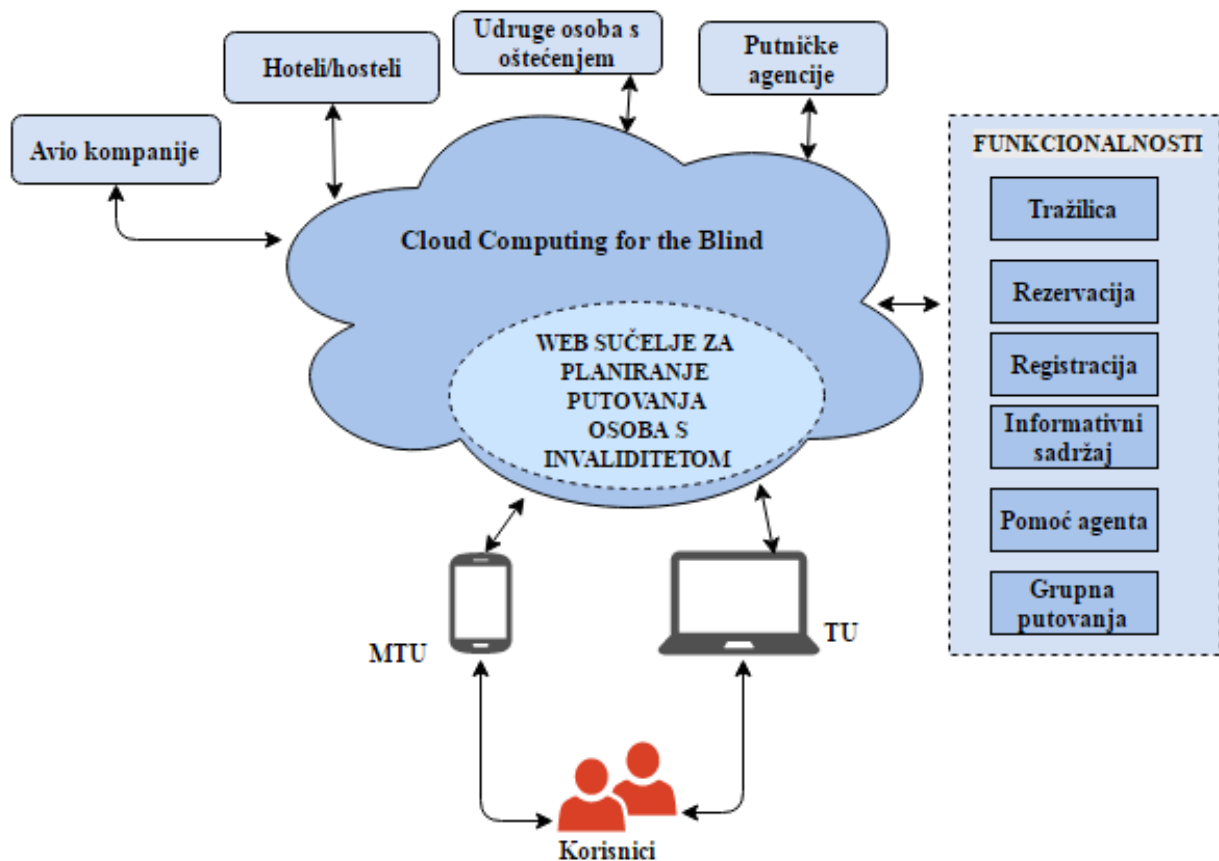 Udruge osoba s
oštećenjem
Putničke
agencije
Hoteli/hosteli
Avio kompanije
FUNKCIONALNOSTI
Tražilica
Cloud Computing for the Blind
Rezervacija
WEB SUČELJE ZA
PLANIRANJE
PUTOVANJA
OSOBA S
INVALIDITETOM
Registracija
Informativni
sadržaj
Pomoć agenta
Grupna
putovanja
MTU
TU
Korisnici